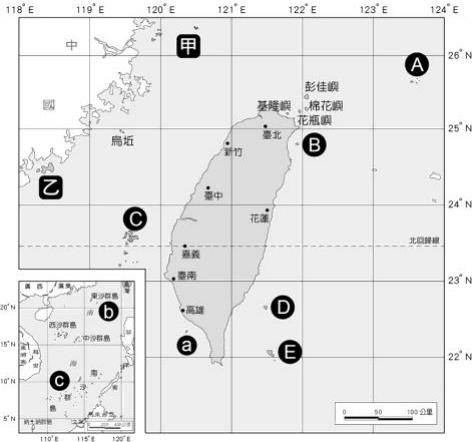 118° E 119° E 120° E 121° E 122° E 123° E 124° E
中
甲
26° N
A
彭佳嶼
國
基隆嶼 棉花嶼
花瓶嶼
25° N
烏坵
臺北
新竹
B
乙
臺中
24° N
花蓮
C
北回歸線
嘉義
臺南
23° N
廣 西 廣 東
臺灣
東沙群島
高雄
D
20°N
南
b
西沙群島
中沙群島
a
E
22° N
15°N
海
南
10°N
c
沙
群
島
5°N
110°E 115°E 120°E
0 50 100 公里